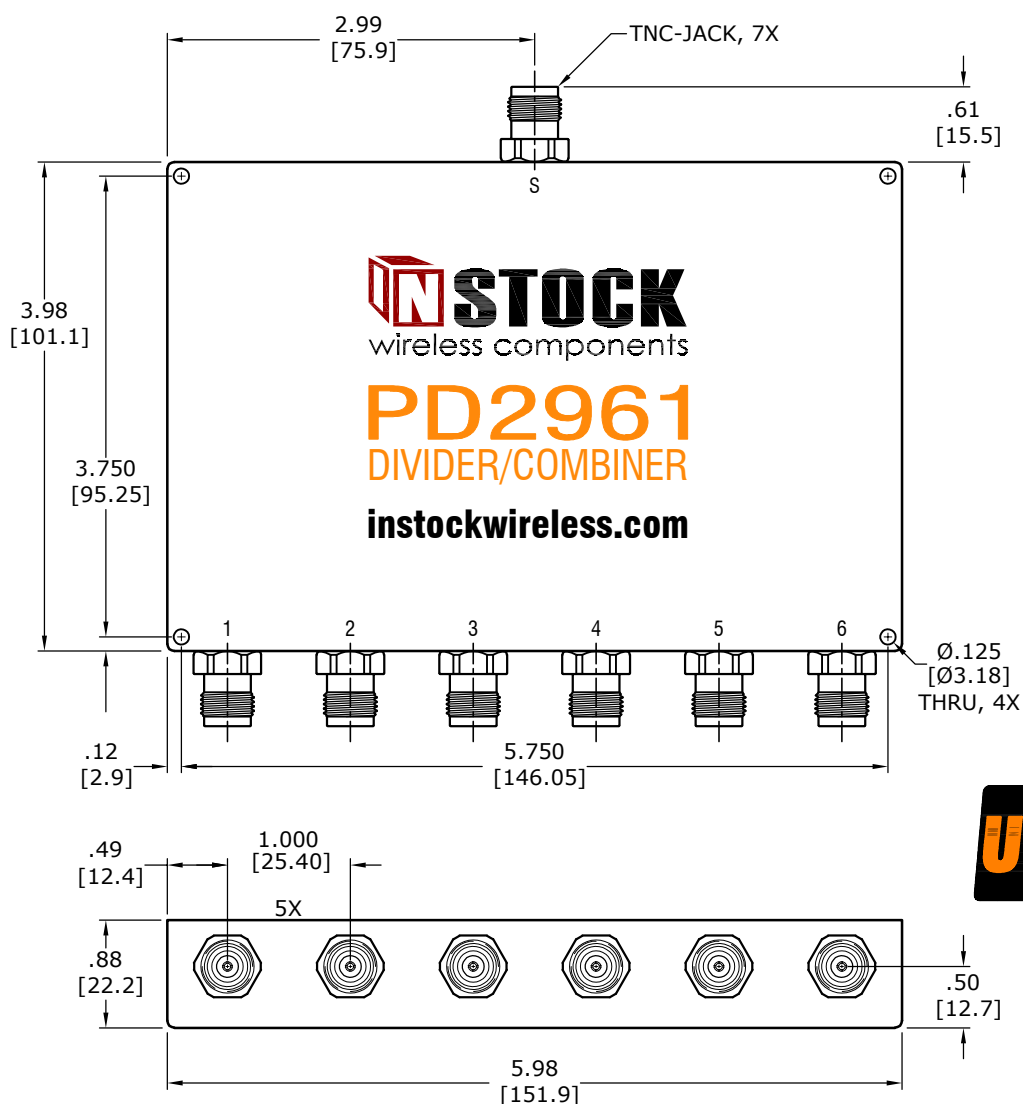 2.99
[75.9]
TNC-JACK, 7X
.61
[15.5]
S
3.98
[101.1]
IN STOCK
wireless components
PD2961
DIVIDER/COMBINER
instockwireless.com
3.750
[95.25]
1 2 3 4 5 6
Ø.125
[Ø3.18]
THRU, 4X
.12
[2.9]
5.750
[146.05]
U
.49
[12.4]
1.000
[25.40]
5X
.88
[22.2]
.50
[12.7]
5.98
[151.9]